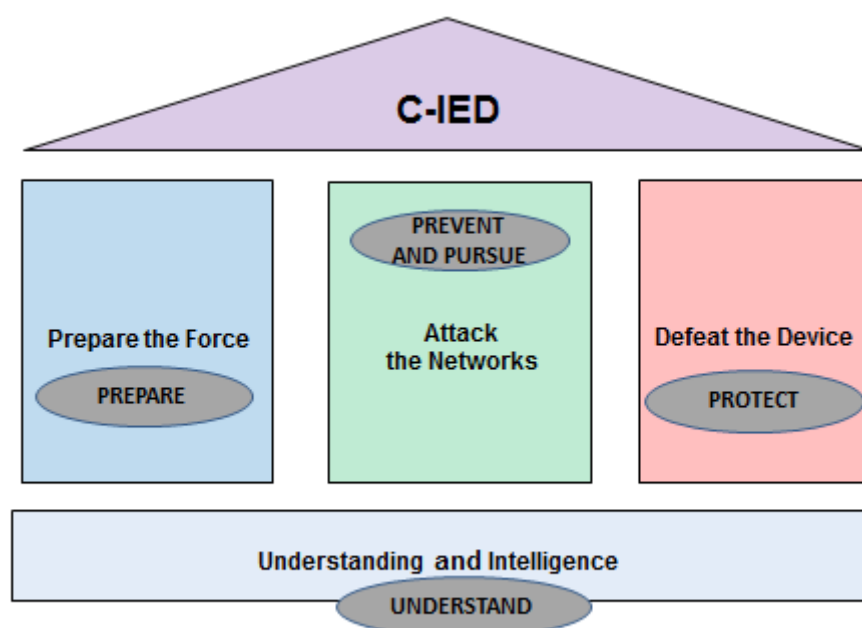 C-IED
Prepare the Force
PREPARE
PREVENT
AND PURSUE
Attack
the Networks
Defeat the Device
PROTECT
Understanding and Intelligence
UNDERSTAND